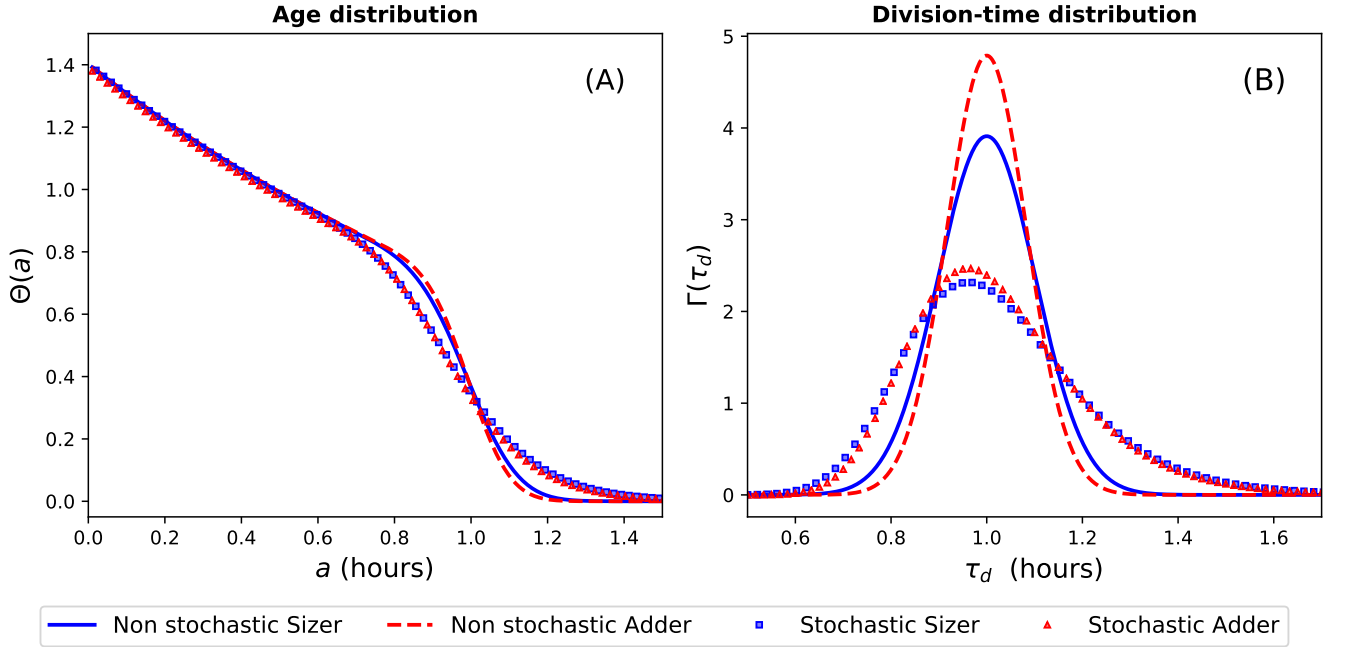 Age distribution
(A)
Θ(a)
1.4
1.2
1.0
0.8
0.6
0.4
0.2
0.0
0.0 0.2 0.4 0.6 0.8 1.0 1.2 1.4
a (hours)
Division-time distribution
(B)
Γ(τ_d)
5
4
3
2
1
0
0.6 0.8 1.0 1.2 1.4 1.6
τ_d (hours)
Non stochastic Sizer Non stochastic Adder Stochastic Sizer Stochastic Adder